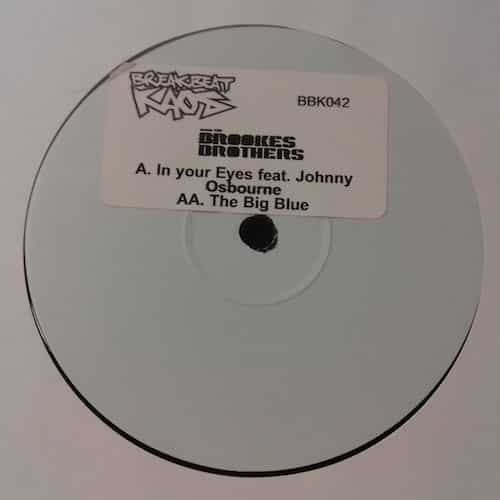 BREAKBEAT
KAOS
BBK042
BROOKES
BROTHERS
A. In your Eyes feat. Johnny
Osbourne
AA. The Big Blue